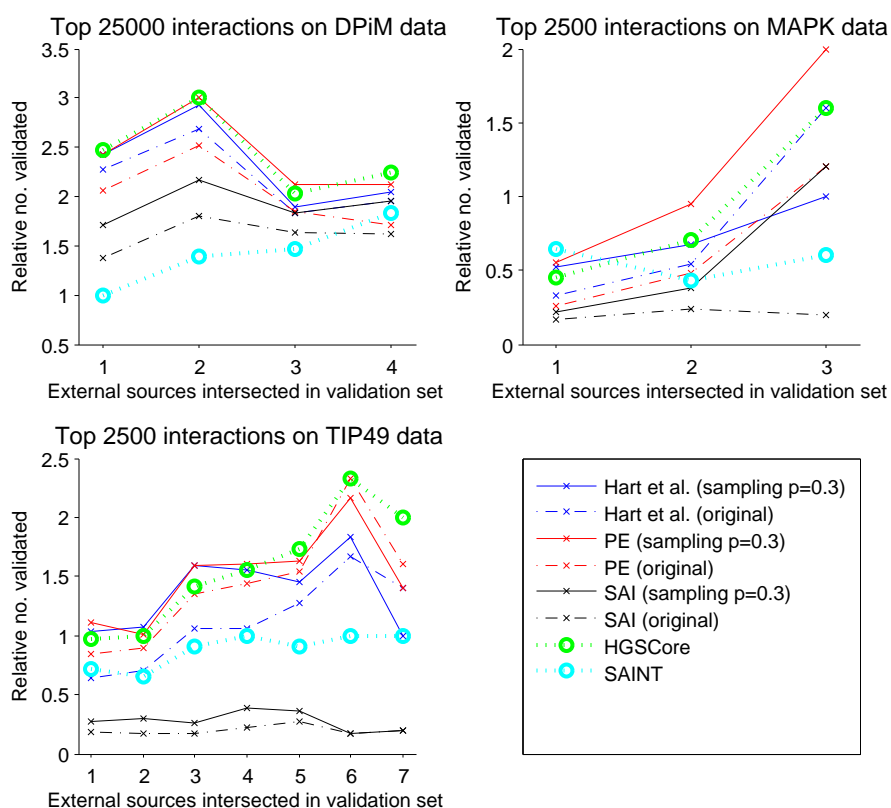 Top 25000 interactions on DPiM data
3.5
3
2.5
2
1.5
1
0.5
Relative no. validated
1 2 3 4
External sources intersected in validation set
Top 2500 interactions on MAPK data
2
1.5
1
0.5
0
Relative no. validated
1 2 3
External sources intersected in validation set
Top 2500 interactions on TIP49 data
2.5
2
1.5
1
0.5
0
Relative no. validated
1 2 3 4 5 6 7
External sources intersected in validation set
Hart et al. (sampling p=0.3)
Hart et al. (original)
PE (sampling p=0.3)
PE (original)
SAI (sampling p=0.3)
SAI (original)
HGSCore
SAINT